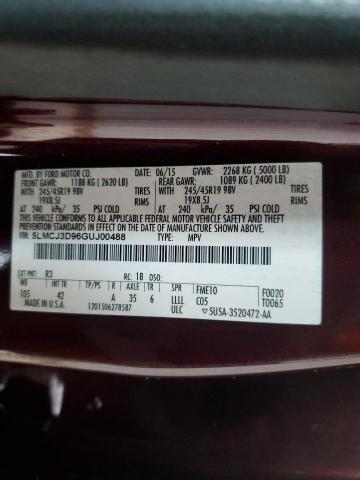 MFD. BY FORD MOTOR CO.
DATE: 06/15 GVWR: 2268 KG ( 5000 LB)
FRONT GAWR: 1188 KG ( 2620 LB) REAR GAWR: 1089 KG ( 2400 LB)
WITH 245/45R19 98V TIRES WITH 245/45R19 98V TIRES
19X8.5J RIMS 19X8.5J RIMS
AT 240 kPa/ 35 PSI COLD AT 240 kPa/ 35 PSI COLD
THIS VEHICLE CONFORMS TO ALL APPLICABLE FEDERAL MOTOR VEHICLE
SAFETY AND THEFT PREVENTION STANDARDS IN EFFECT ON THE DATE OF
MANUFACTURE SHOWN ABOVE.
VIN: 5LMCJ3D96GUJ00488
TYPE: MPV
EXT PNT: R3 RC: 18 DSO:
WB INT TR TP/PS R AXLE TR SPR FME10 F0020
105 42 A 35 6 LLLL C05 T0065
1201506278587 ULC 5USA-3520472-AA